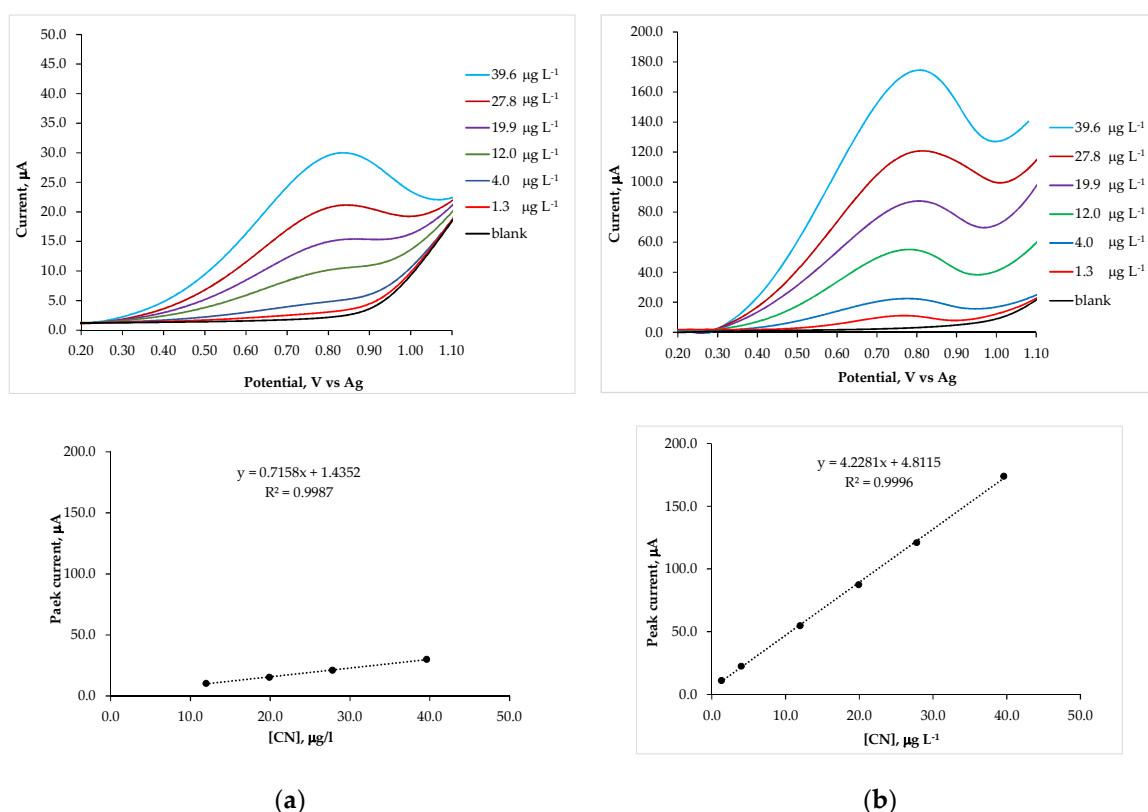 50.0
45.0
40.0
35.0
30.0
25.0
20.0
15.0
10.0
5.0
0.0
Current, µA
0.20 0.30 0.40 0.50 0.60 0.70 0.80 0.90 1.00 1.10
Potential, V vs Ag
39.6 µg L-1
27.8 µg L-1
19.9 µg L-1
12.0 µg L-1
4.0 µg L-1
1.3 µg L-1
blank
200.0
180.0
160.0
140.0
120.0
100.0
80.0
60.0
40.0
20.0
0.0
Current, µA
0.20 0.30 0.40 0.50 0.60 0.70 0.80 0.90 1.00 1.10
Potential, V vs Ag
39.6 µg L-1
27.8 µg L-1
19.9 µg L-1
12.0 µg L-1
4.0 µg L-1
1.3 µg L-1
blank
200.0
150.0
100.0
50.0
0.0
Paek current, µA
y = 0.7158x + 1.4352
R² = 0.9987
0.0 10.0 20.0 30.0 40.0 50.0
[CN], µg/l
200.0
150.0
100.0
50.0
0.0
Peak current, µA
y = 4.2281x + 4.8115
R² = 0.9996
0.0 10.0 20.0 30.0 40.0 50.0
[CN], µg L-1
(a)
(b)